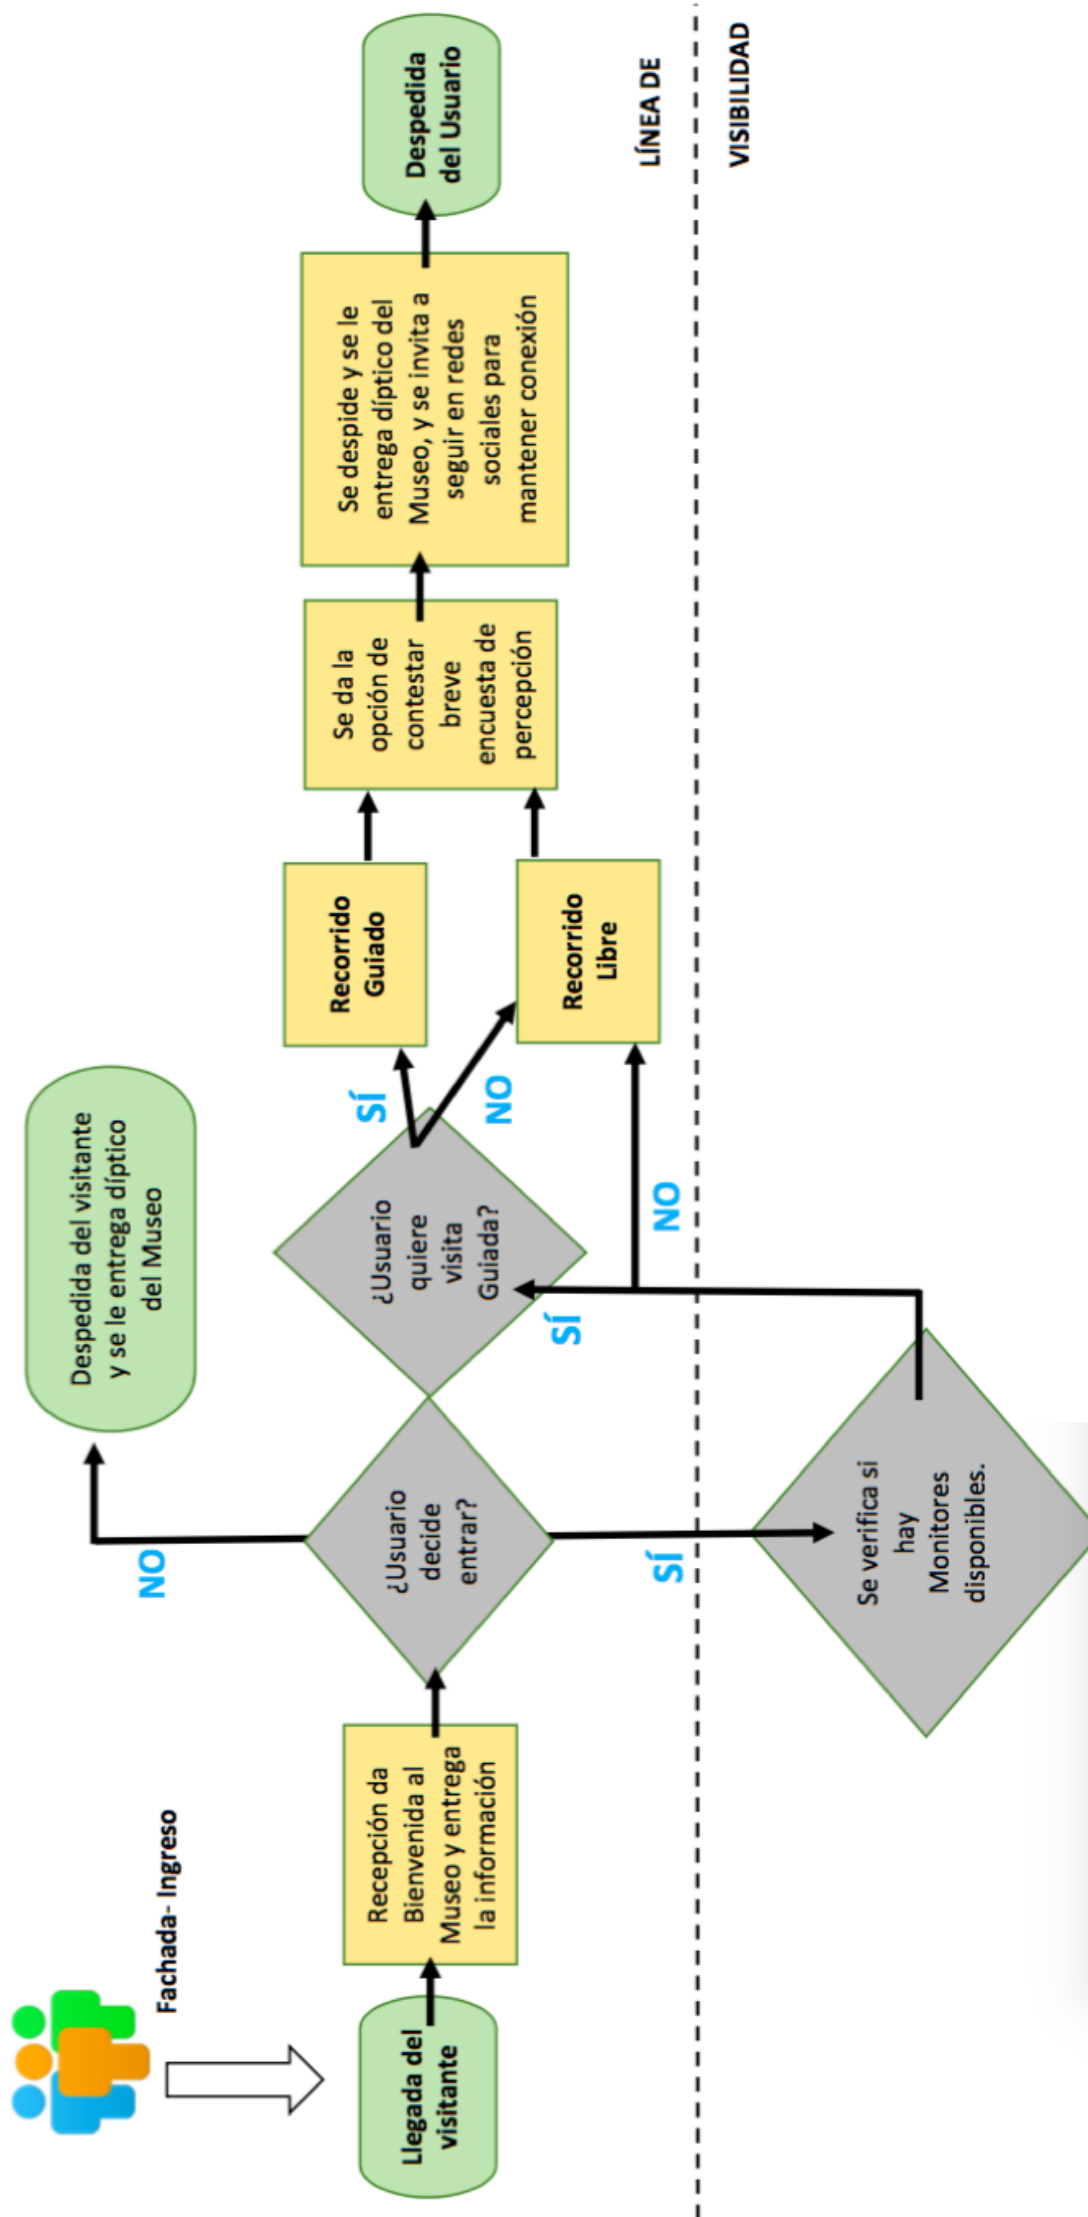 Fachada- Ingreso
Llegada del
visitante
Recepción da
Bienvenida al
Museo y entrega
la información
¿Usuario
decide
entrar?
NO
Despedida del visitante
y se le entrega díptico
del Museo
SÍ
Se verifica si
hay
Monitores
disponibles.
SÍ
NO
¿Usuario
quiere
visita
Guiada?
SÍ
NO
Recorrido
Guiado
Recorrido
Libre
Se da la
opción de
contestar
breve
encuesta de
percepción
Se despide y se le
entrega díptico del
Museo, y se invita a
seguir en redes
sociales para
mantener conexión
Despedida
del Usuario
LÍNEA DE
VISIBILIDAD